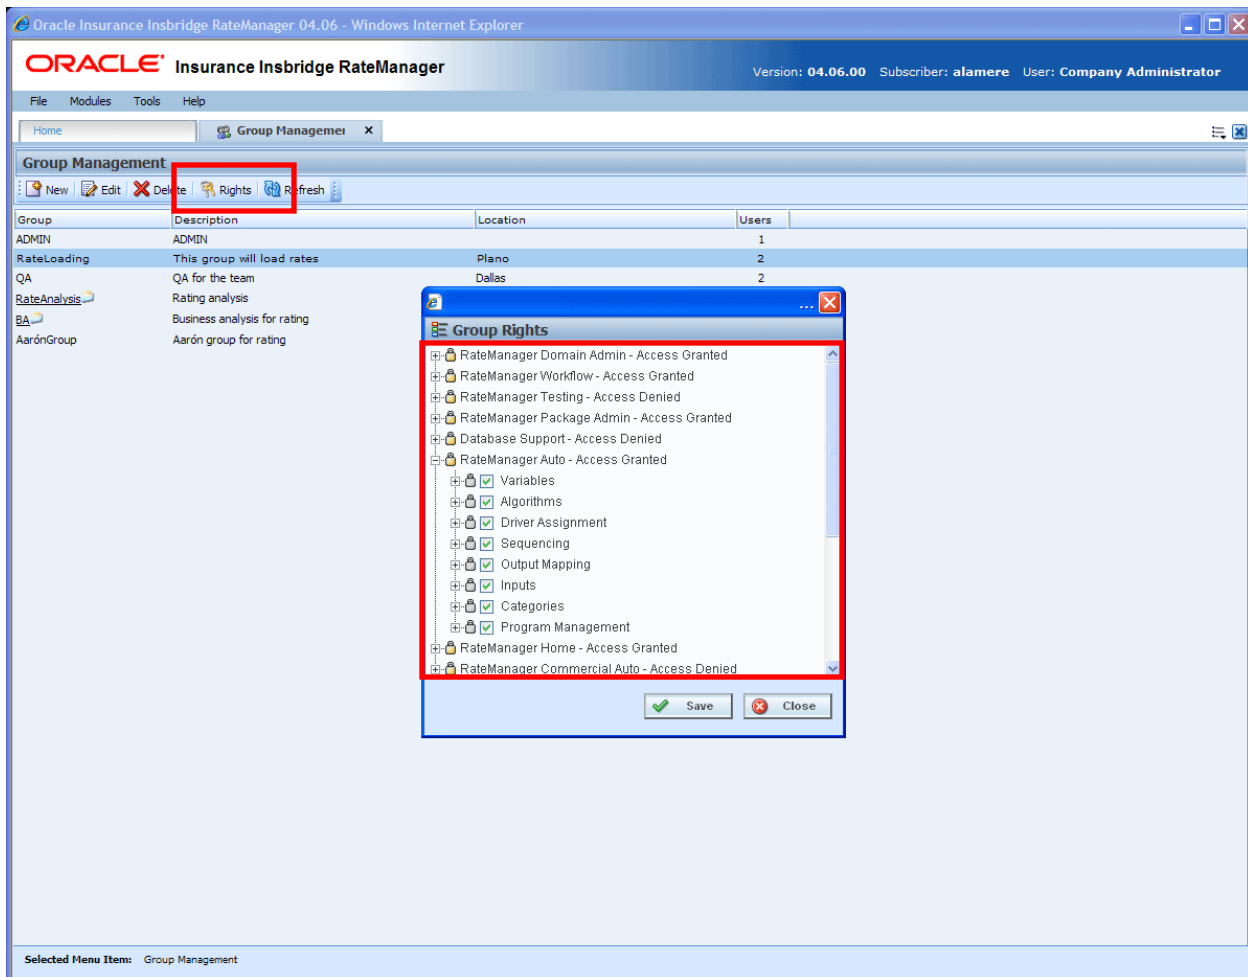 Oracle Insurance Insbridge RateManager 04.06 - Windows Internet Explorer
ORACLE Insurance Insbridge RateManager
Version: 04.06.00 Subscriber: alamere User: Company Administrator
File Modules Tools Help
Home Group Managemer
Group Management
New Edit Delete Rights Refresh
Group Description Location Users
ADMIN ADMIN 1
RateLoading This group will load rates Plano 2
QA QA for the team Dallas 2
RateAnalysis Rating analysis
BA Business analysis for rating
AarónGroup Aarón group for rating
...
Group Rights
RateManager Domain Admin - Access Granted
RateManager Workflow - Access Granted
RateManager Testing - Access Denied
RateManager Package Admin - Access Granted
Database Support - Access Denied
RateManager Auto - Access Granted
Variables
Algorithms
Driver Assignment
Sequencing
Output Mapping
Inputs
Categories
Program Management
RateManager Home - Access Granted
RateManager Commercial Auto - Access Denied
Save Close
Selected Menu Item: Group Management